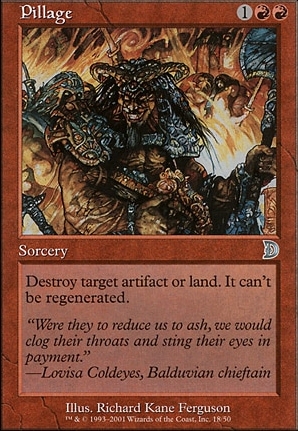 Pillage 1
Sorcery
Destroy target artifact or land. It can't
be regenerated.
"Were they to reduce us to ash, we would
clog their throats and sting their eyes in
payment."
—Lovisa Coldeyes, Balduvian chieftain
Illus. Richard Kane Ferguson
™ & © 1993-2001 Wizards of the Coast, Inc. 18/50